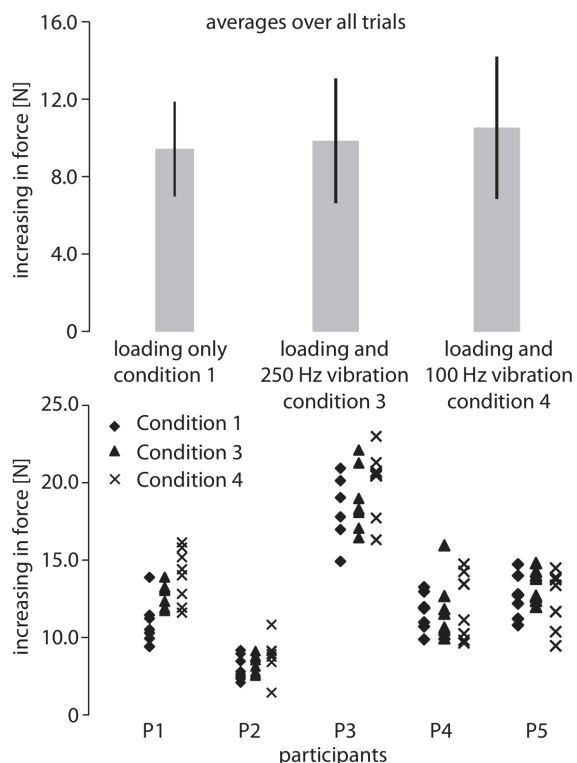 averages over all trials
increasing in force [N]
16.0
12.0
8.0
4.0
0
loading only
condition 1
loading and
250 Hz vibration
condition 3
loading and
100 Hz vibration
condition 4
increasing in force [N]
25.0
20.0
15.0
10.0
0
Condition 1
Condition 3
Condition 4
P1 P2 P3 P4 P5
participants